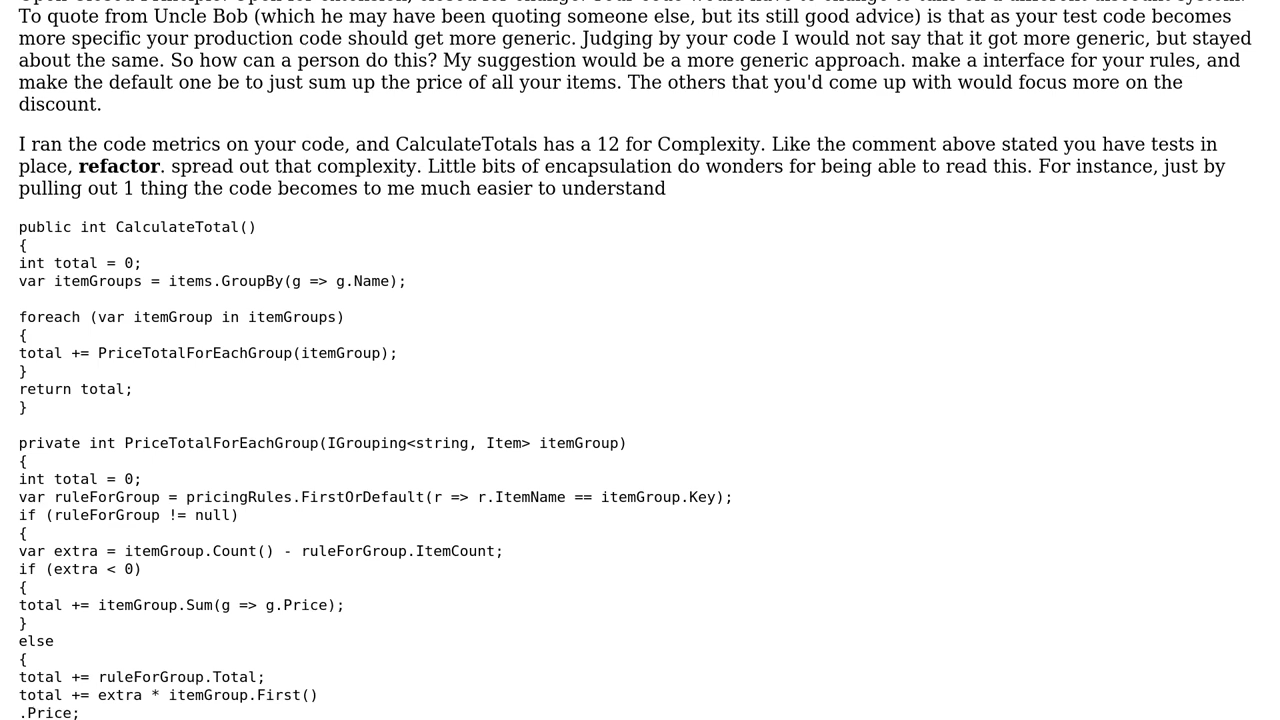 To quote from Uncle Bob (which he may have been quoting someone else, but its still good advice) is that as your test code becomes
more specific your production code should get more generic. Judging by your code I would not say that it got more generic, but stayed
about the same. So how can a person do this? My suggestion would be a more generic approach. make a interface for your rules, and
make the default one be to just sum up the price of all your items. The others that you'd come up with would focus more on the
discount.
I ran the code metrics on your code, and CalculateTotals has a 12 for Complexity. Like the comment above stated you have tests in
place, refactor. spread out that complexity. Little bits of encapsulation do wonders for being able to read this. For instance, just by
pulling out 1 thing the code becomes to me much easier to understand
public int CalculateTotal()
{
int total = 0;
var itemGroups = items.GroupBy(g => g.Name);
foreach (var itemGroup in itemGroups)
{
total += PriceTotalForEachGroup(itemGroup);
}
return total;
}
private int PriceTotalForEachGroup(IGrouping<string, Item> itemGroup)
{
int total = 0;
var ruleForGroup = pricingRules.FirstOrDefault(r => r.ItemName == itemGroup.Key);
if (ruleForGroup != null)
{
var extra = itemGroup.Count() - ruleForGroup.ItemCount;
if (extra < 0)
{
total += itemGroup.Sum(g => g.Price);
}
else
{
total += ruleForGroup.Total;
total += extra * itemGroup.First()
.Price;